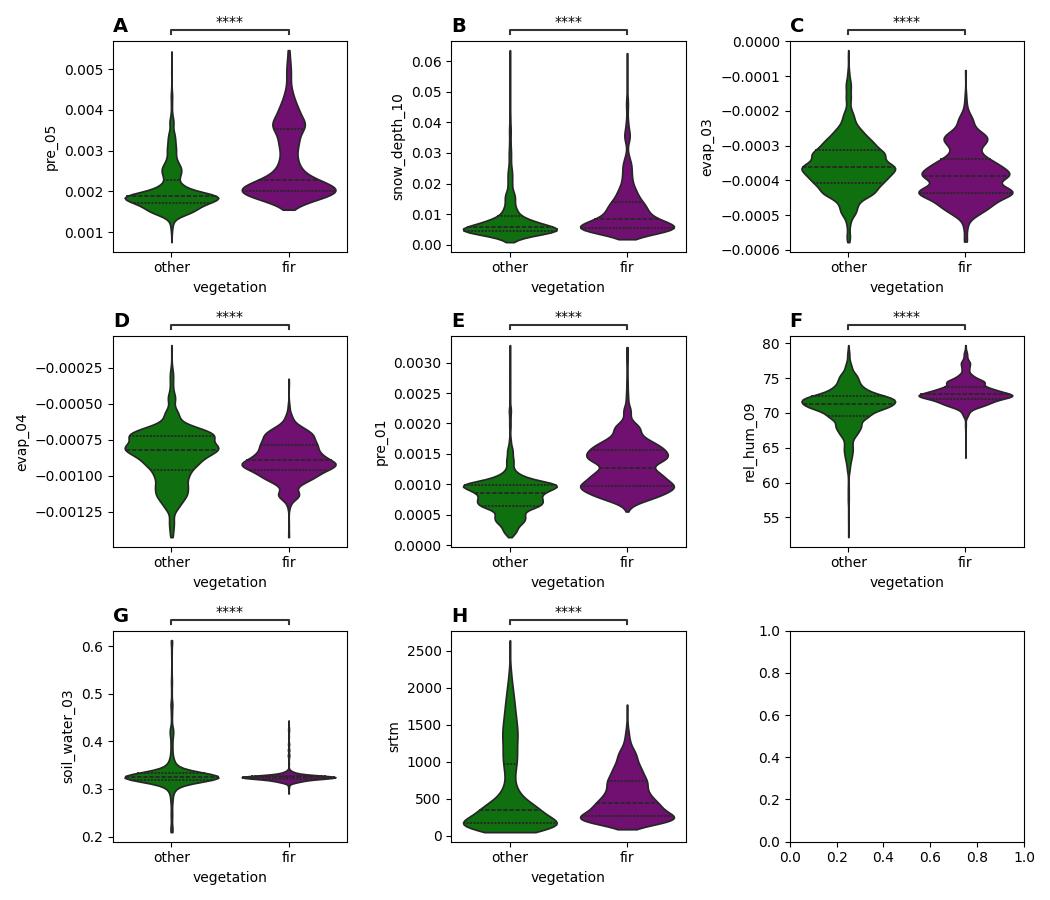 A
****
pre_05
0.005
0.004
0.003
0.002
0.001
other
fir
vegetation
B
****
snow_depth_10
0.06
0.05
0.04
0.03
0.02
0.01
0.00
other
fir
vegetation
C
****
evap_03
0.0000
−0.0001
−0.0002
−0.0003
−0.0004
−0.0005
−0.0006
other
fir
vegetation
D
****
evap_04
−0.00025
−0.00050
−0.00075
−0.00100
−0.00125
other
fir
vegetation
E
****
pre_01
0.0030
0.0025
0.0020
0.0015
0.0010
0.0005
0.0000
other
fir
vegetation
F
****
rel_hum_09
80
75
70
65
60
55
other
fir
vegetation
G
****
soil_water_03
0.6
0.5
0.4
0.3
0.2
other
fir
vegetation
H
****
srtm
2500
2000
1500
1000
500
0
other
fir
vegetation
1.0
0.8
0.6
0.4
0.2
0.0
0.0 0.2 0.4 0.6 0.8 1.0